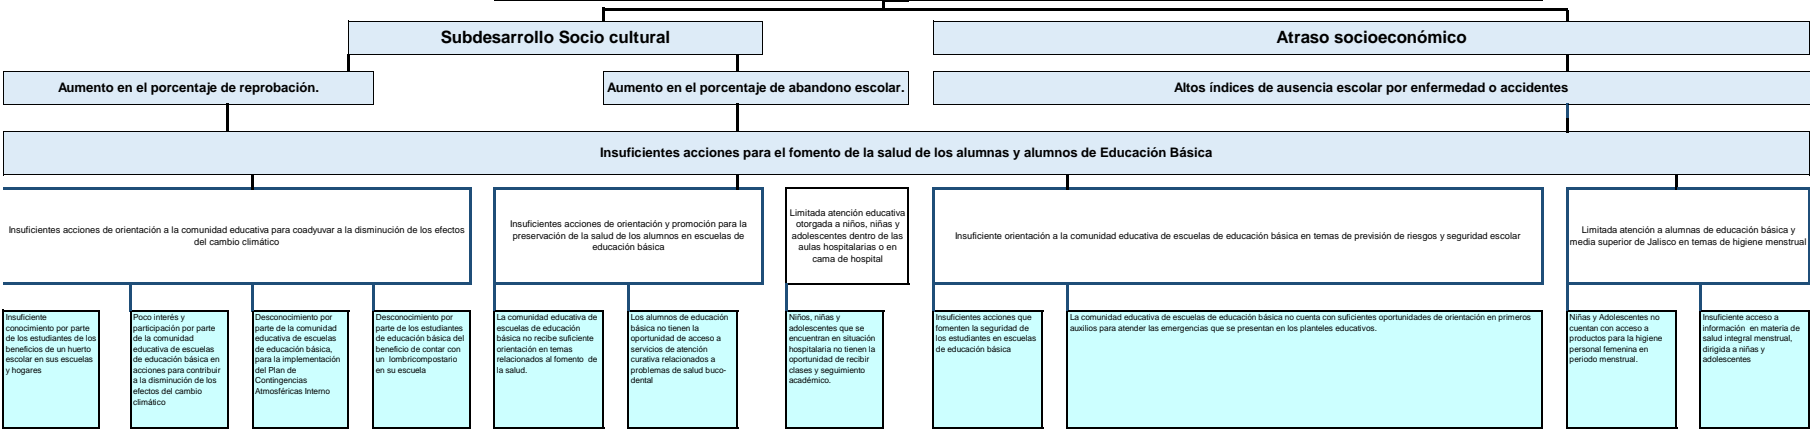 Subdesarrollo Socio cultural
Atraso socioeconómico
Aumento en el porcentaje de reprobación.
Aumento en el porcentaje de abandono escolar.
Altos índices de ausencia escolar por enfermedad o accidentes
Insuficientes acciones para el fomento de la salud de los alumnas y alumnos de Educación Básica
Insuficientes acciones de orientación a la comunidad educativa para coadyuvar a la disminución de los efectos
del cambio climático
Insuficientes acciones de orientación y promoción para la
preservación de la salud de los alumnos en escuelas de
educación básica
Limitada atención educativa
otorgada a niños, niñas y
adolescentes dentro de las
aulas hospitalarias o en
cama de hospital
Insuficiente orientación a la comunidad educativa de escuelas de educación básica en temas de previsión de riesgos y seguridad escolar
Limitada atención a alumnas de educación básica y
media superior de Jalisco en temas de higiene menstrual
Insuficiente
conocimiento por parte
de los estudiantes de los
beneficios de un huerto
escolar en sus escuelas
y hogares
Poco interés y
participación por parte
de la comunidad
educativa de escuelas
de educación básica en
acciones para contribuir
a la disminución de los
efectos del cambio
climático
Desconocimiento por
parte de la comunidad
educativa de escuelas
de educación básica,
para la implementación
del Plan de
Contingencias
Atmosféricas Interno
Desconocimiento por
parte de los estudiantes
de educación básica del
beneficio de contar con
un lombricompostario
en su escuela
La comunidad educativa de
escuelas de educación
básica no recibe suficiente
orientación en temas
relacionados al fomento de
la salud.
Los alumnos de educación
básica no tienen la
oportunidad de acceso a
servicios de atención
curativa relacionados a
problemas de salud buco-
dental
Niños, niñas y
adolescentes que se
encuentran en situación
hospitalaria no tienen la
oportunidad de recibir
clases y seguimiento
académico.
Insuficientes acciones que
fomenten la seguridad de
los estudiantes en escuelas
de educación básica
La comunidad educativa de escuelas de educación básica no cuenta con suficientes oportunidades de orientación en primeros
auxilios para atender las emergencias que se presentan en los planteles educativos.
Niñas y Adolescentes no
cuentan con acceso a
productos para la higiene
personal femenina en
periodo menstrual.
Insuficiente acceso a
información en materia de
salud integral menstrual,
dirigida a niñas y
adolescentes